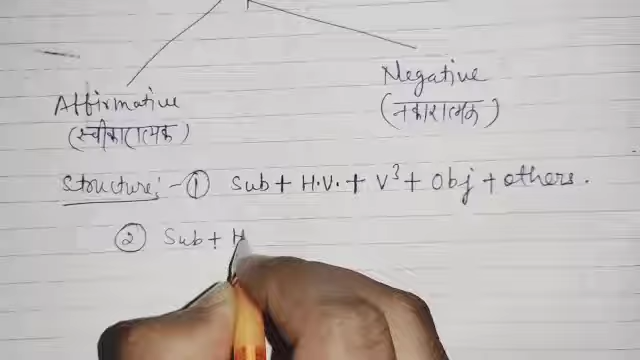 Negative
Affirmative
(नकारात्मक)
(स्वीकारात्मक)
Structure:- ① Sub + H.V. + V³ + Obj + others.
② Sub + H